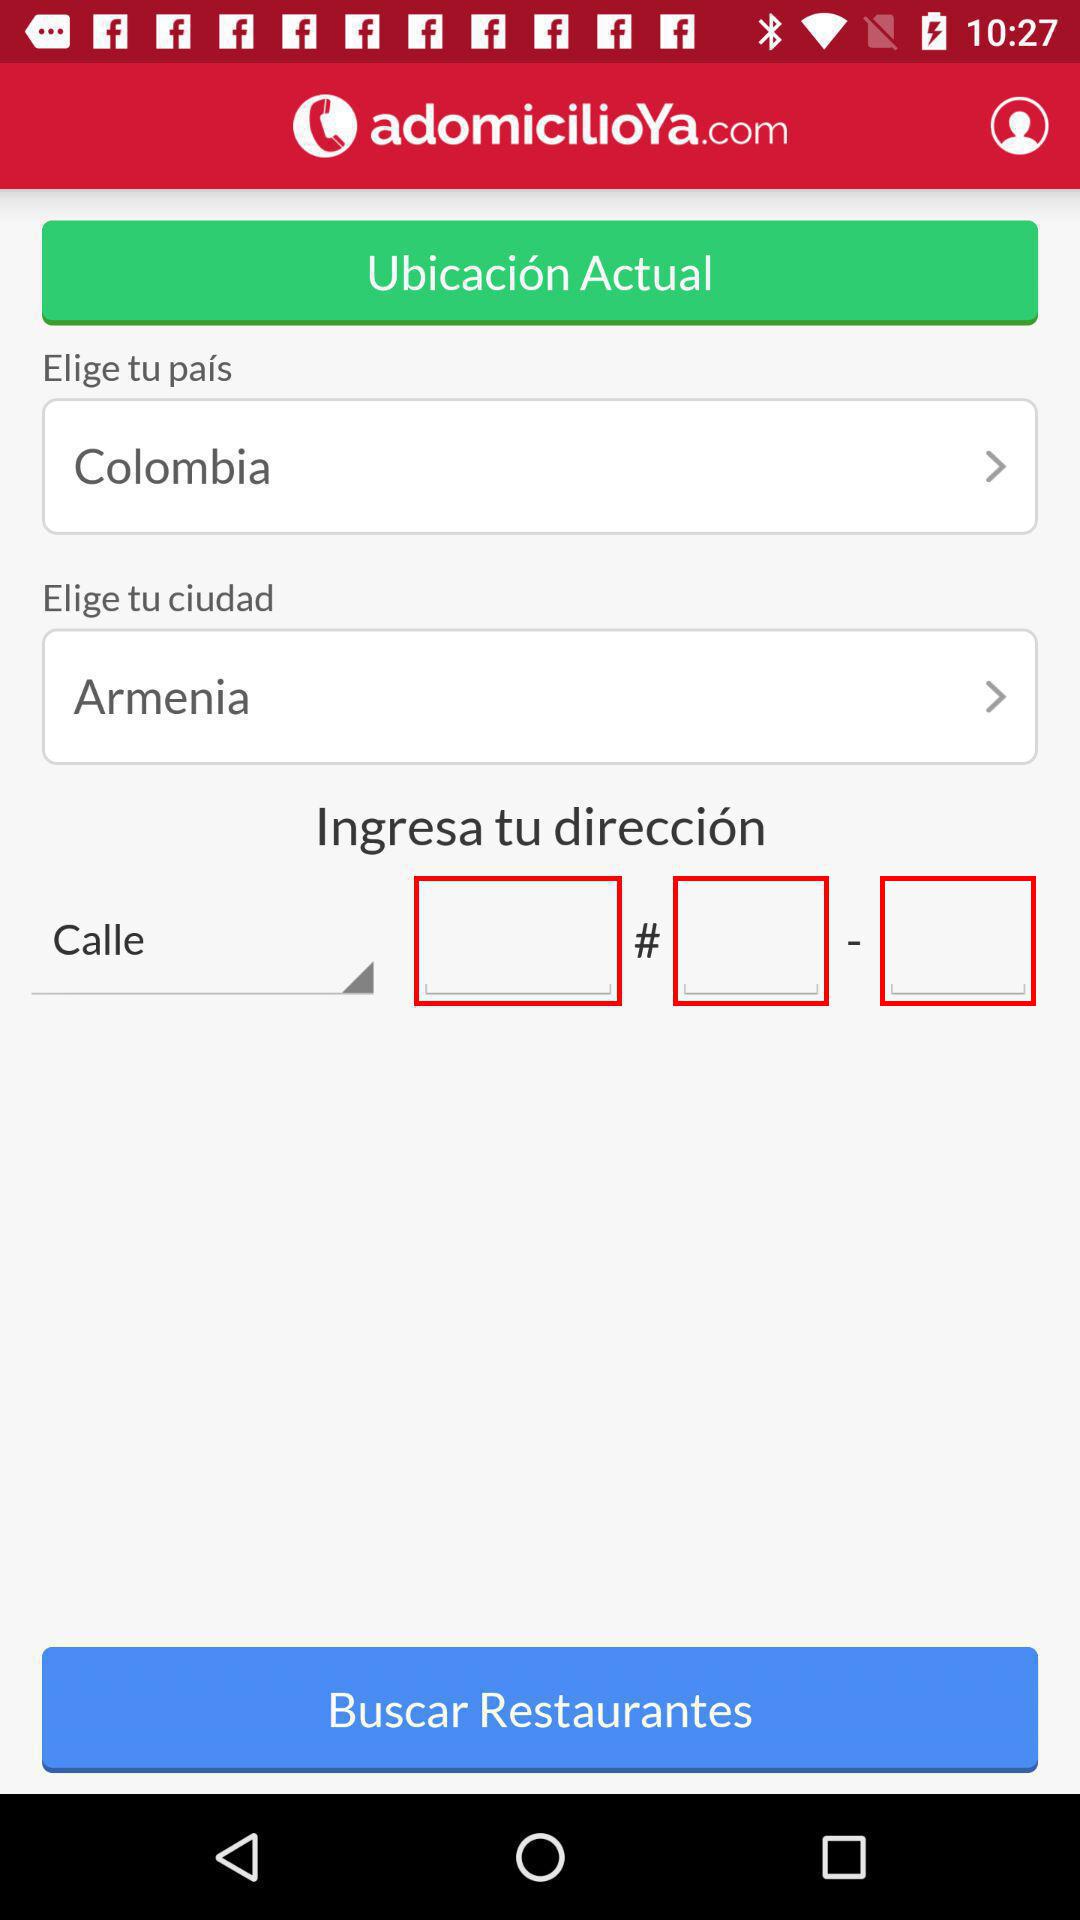 10:27
adomicilioYa.com
Ubicación Actual
Elige tu país
Colombia
Elige tu ciudad
Armenia
Ingresa tu dirección
Calle # -
Buscar Restaurantes